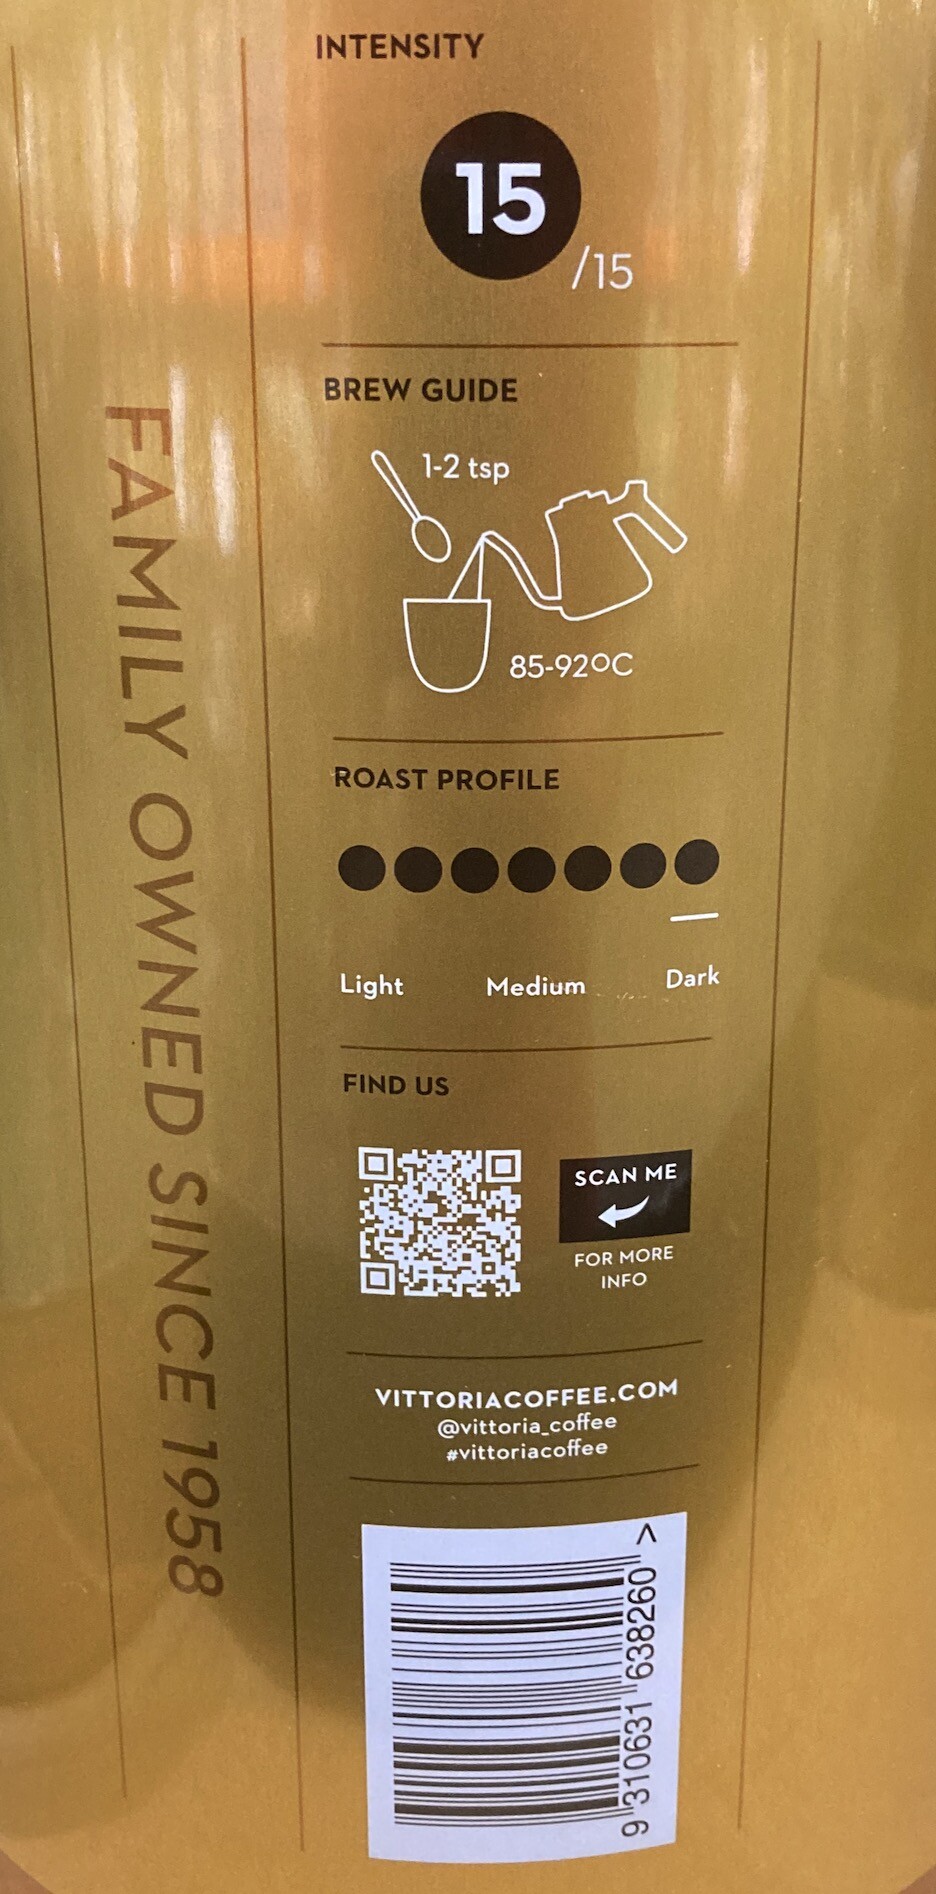 INTENSITY
15
/15
BREW GUIDE
1-2 tsp
85-92°C
ROAST PROFILE
Light Medium Dark
FIND US
SCAN ME
FOR MORE
INFO
VITTORIACOFFEE.COM
@vittoria_coffee
#vittoriacoffee
9 310631 638260 >
FAMILY OWNED SINCE 1958